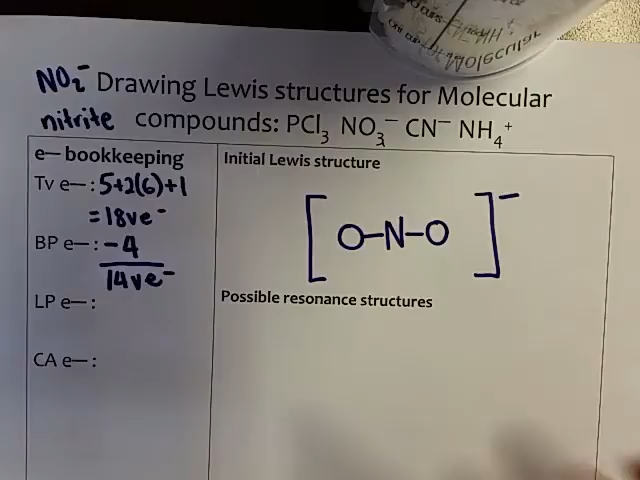 Molecular
NO₂⁻ Drawing Lewis structures for Molecular
nitrite compounds: PCl₃ NO₃⁻ CN⁻ NH₄⁺
e– bookkeeping
Tv e–: 5+2(6)+1
=18ve⁻
BP e–: -4
14ve⁻
LP e–:
CA e–:
Initial Lewis structure
[O-N-O]⁻
Possible resonance structures